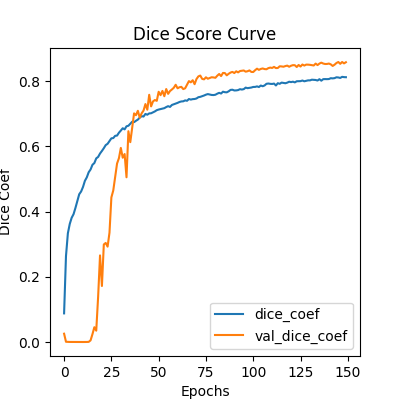 Dice Score Curve
Dice Coef
0.8
0.6
0.4
0.2
0.0
0 25 50 75 100 125 150
Epochs
dice_coef
val_dice_coef